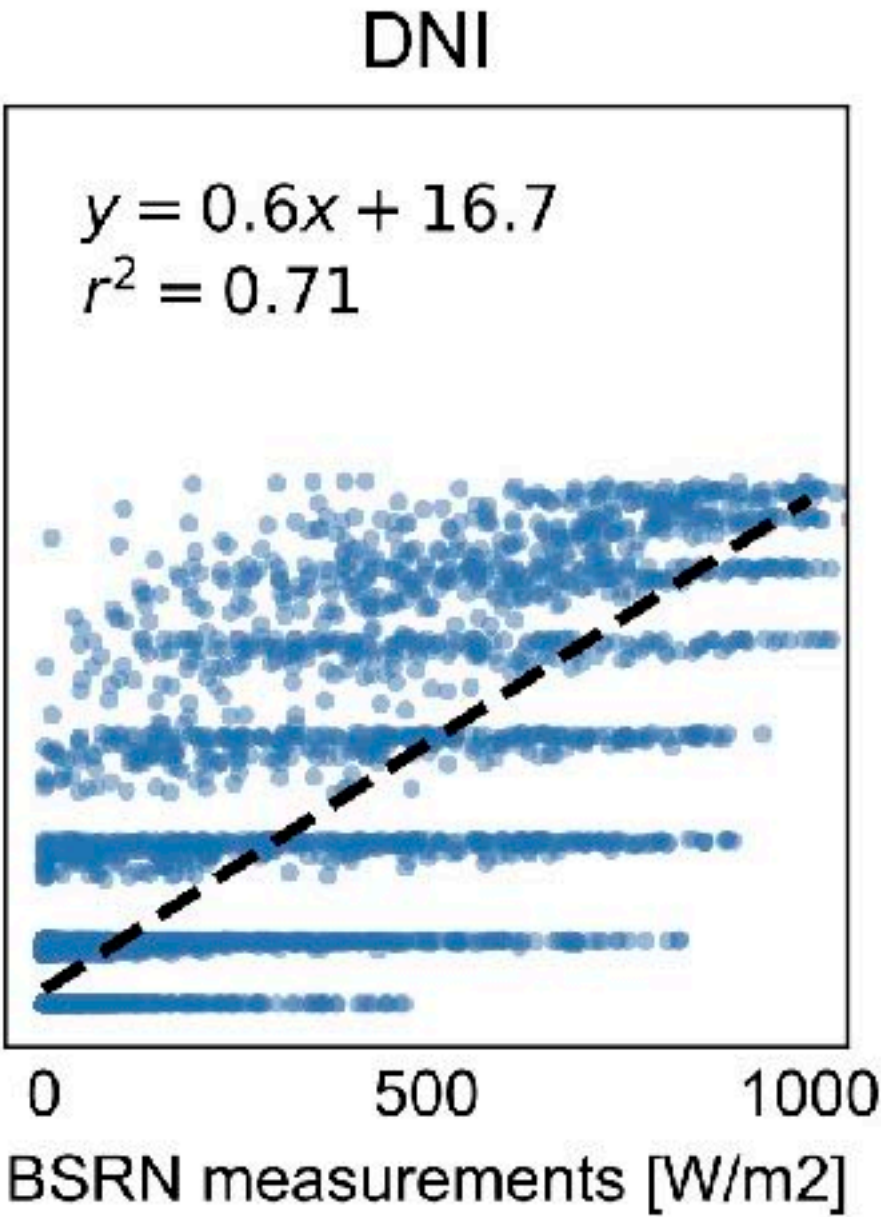 DNI
y = 0.6x + 16.7
r² = 0.71
0 500 1000
BSRN measurements [W/m2]